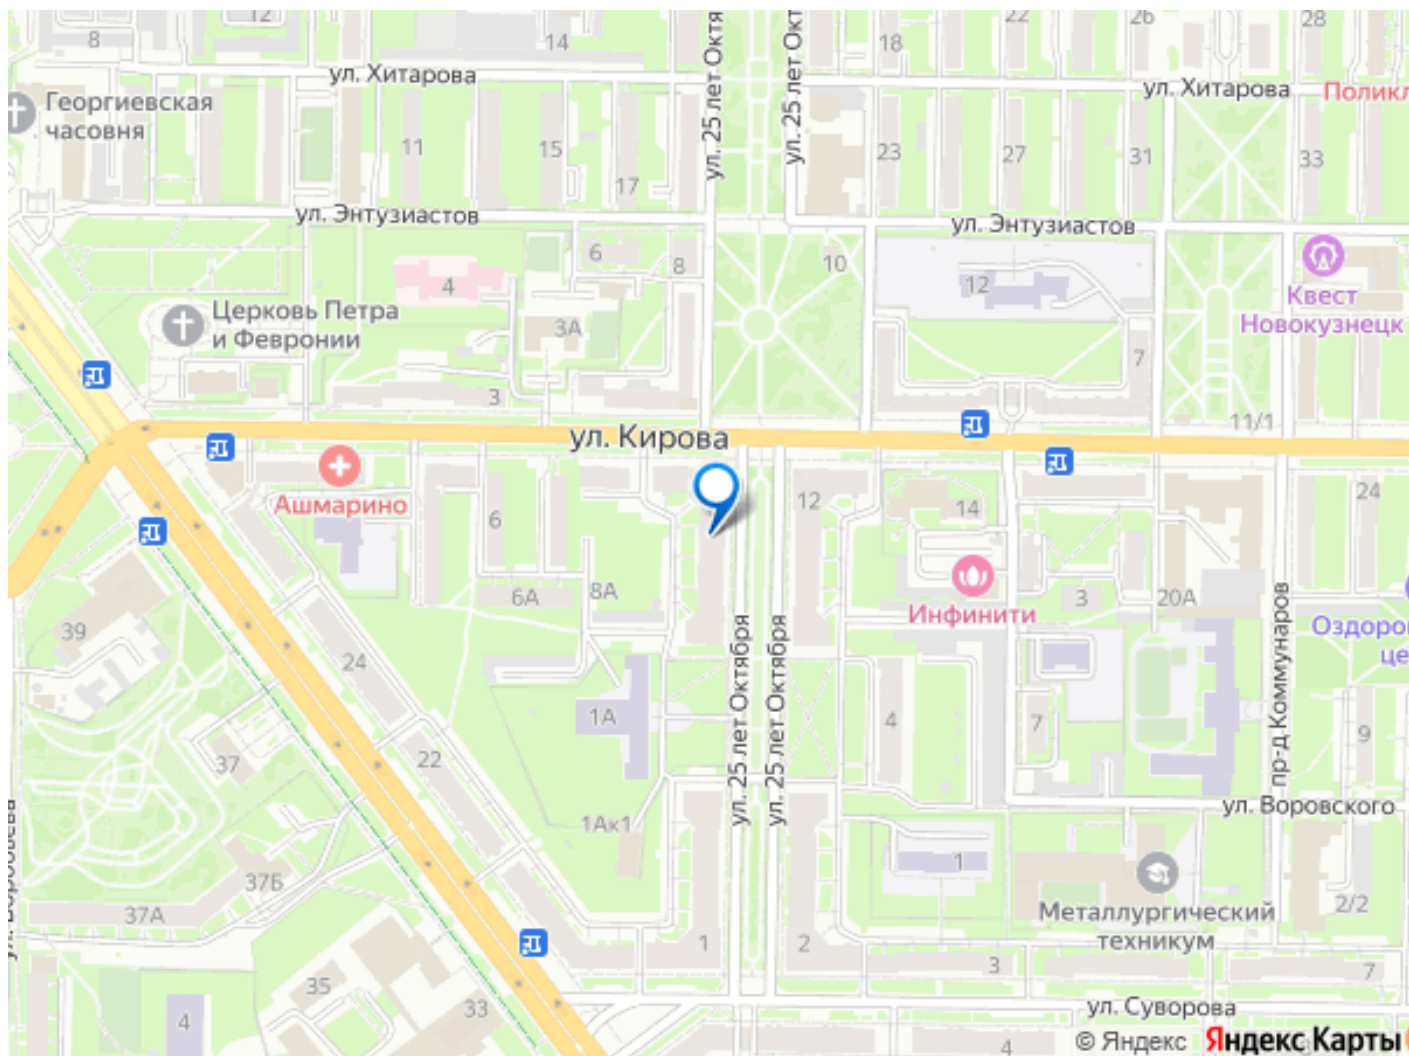 12
8
14
18
22
26
28
ул. Хитарова
ул. 25 лет Октя
ул. 25 лет Окт
ул. Хитарова
Поликл
Георгиевская
часовня
11
15
17
23
27
31
33
ул. Энтузиастов
ул. Энтузиастов
6
8
10
4
12
Квест
Новокузнецк
Церковь Петра
и Февронии
3А
7
3
11/1
ул. Кирова
Ашмарино
6
12
14
24
Инфинити
6А
8А
3
20А
Оздоро
це
39
24
ул. 25 лет Октября
ул. 25 лет Октября
пр-д Коммунаров
1А
4
7
9
37
22
ул. Воровского
1Ак1
1
37Б
37А
Металлургический
техникум
2/2
1
2
3
7
35
33
4
ул. Суворова
4
© Яндекс
Яндекс Карты